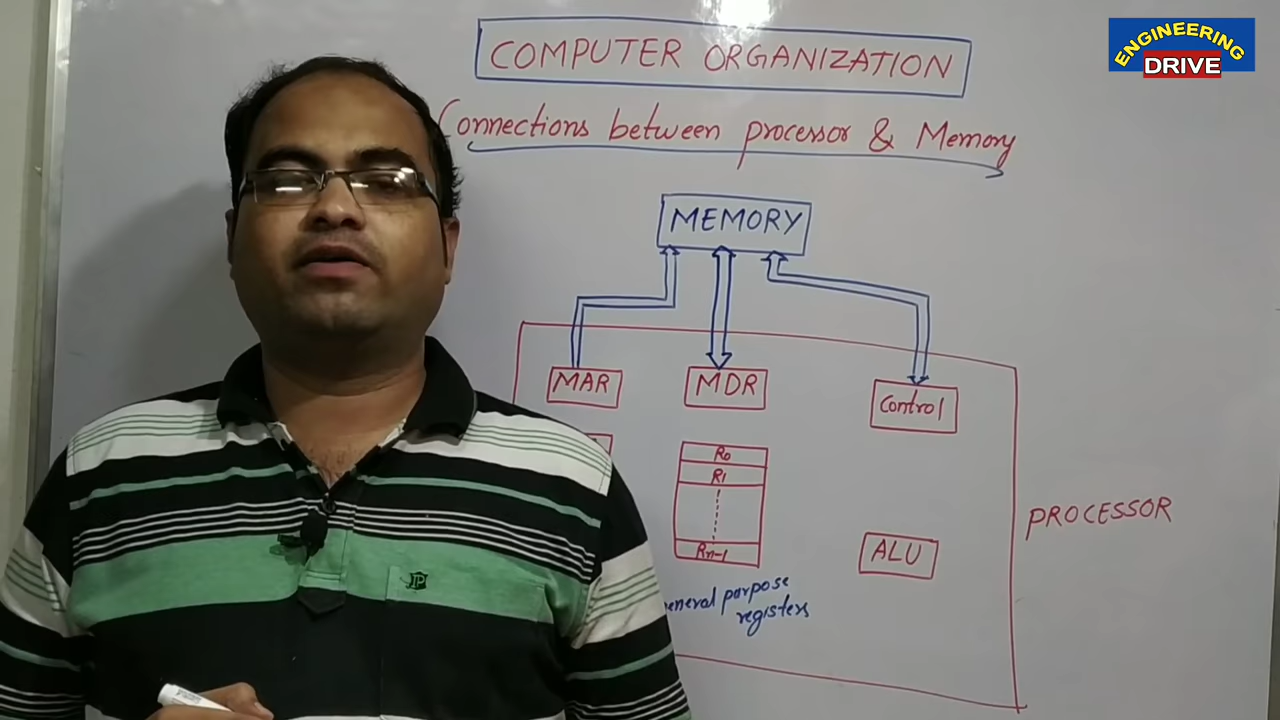 ENGINEERING
DRIVE
COMPUTER ORGANIZATION
Connections between processor & Memory
MEMORY
MAR
MDR
Control
R0
R1
Rn-1
ALU
PROCESSOR
purpose
registers